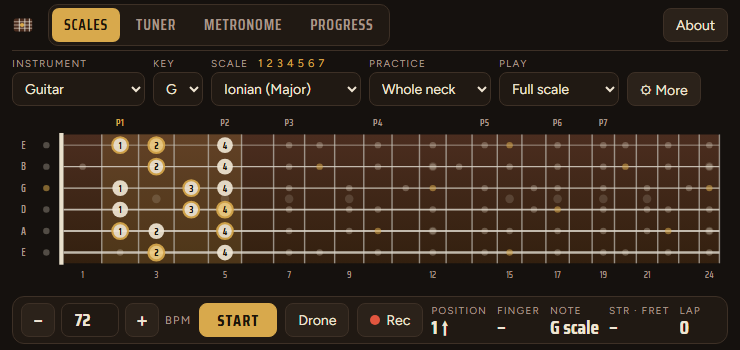 SCALES TUNER METRONOME PROGRESS About
INSTRUMENT KEY SCALE 1 2 3 4 5 6 7 PRACTICE PLAY
Guitar G Ionian (Major) Whole neck Full scale ⚙ More
P1 P2 P3 P4 P5 P6 P7
E 1 2 4
B 2 4
G 1 3 4
D 1 3 4
A 1 2 4
E 2 4
1 3 5 7 9 12 15 17 19 21 24
− 72 + BPM START Drone Rec
POSITION FINGER NOTE STR · FRET LAP
1↑ – G scale – 0